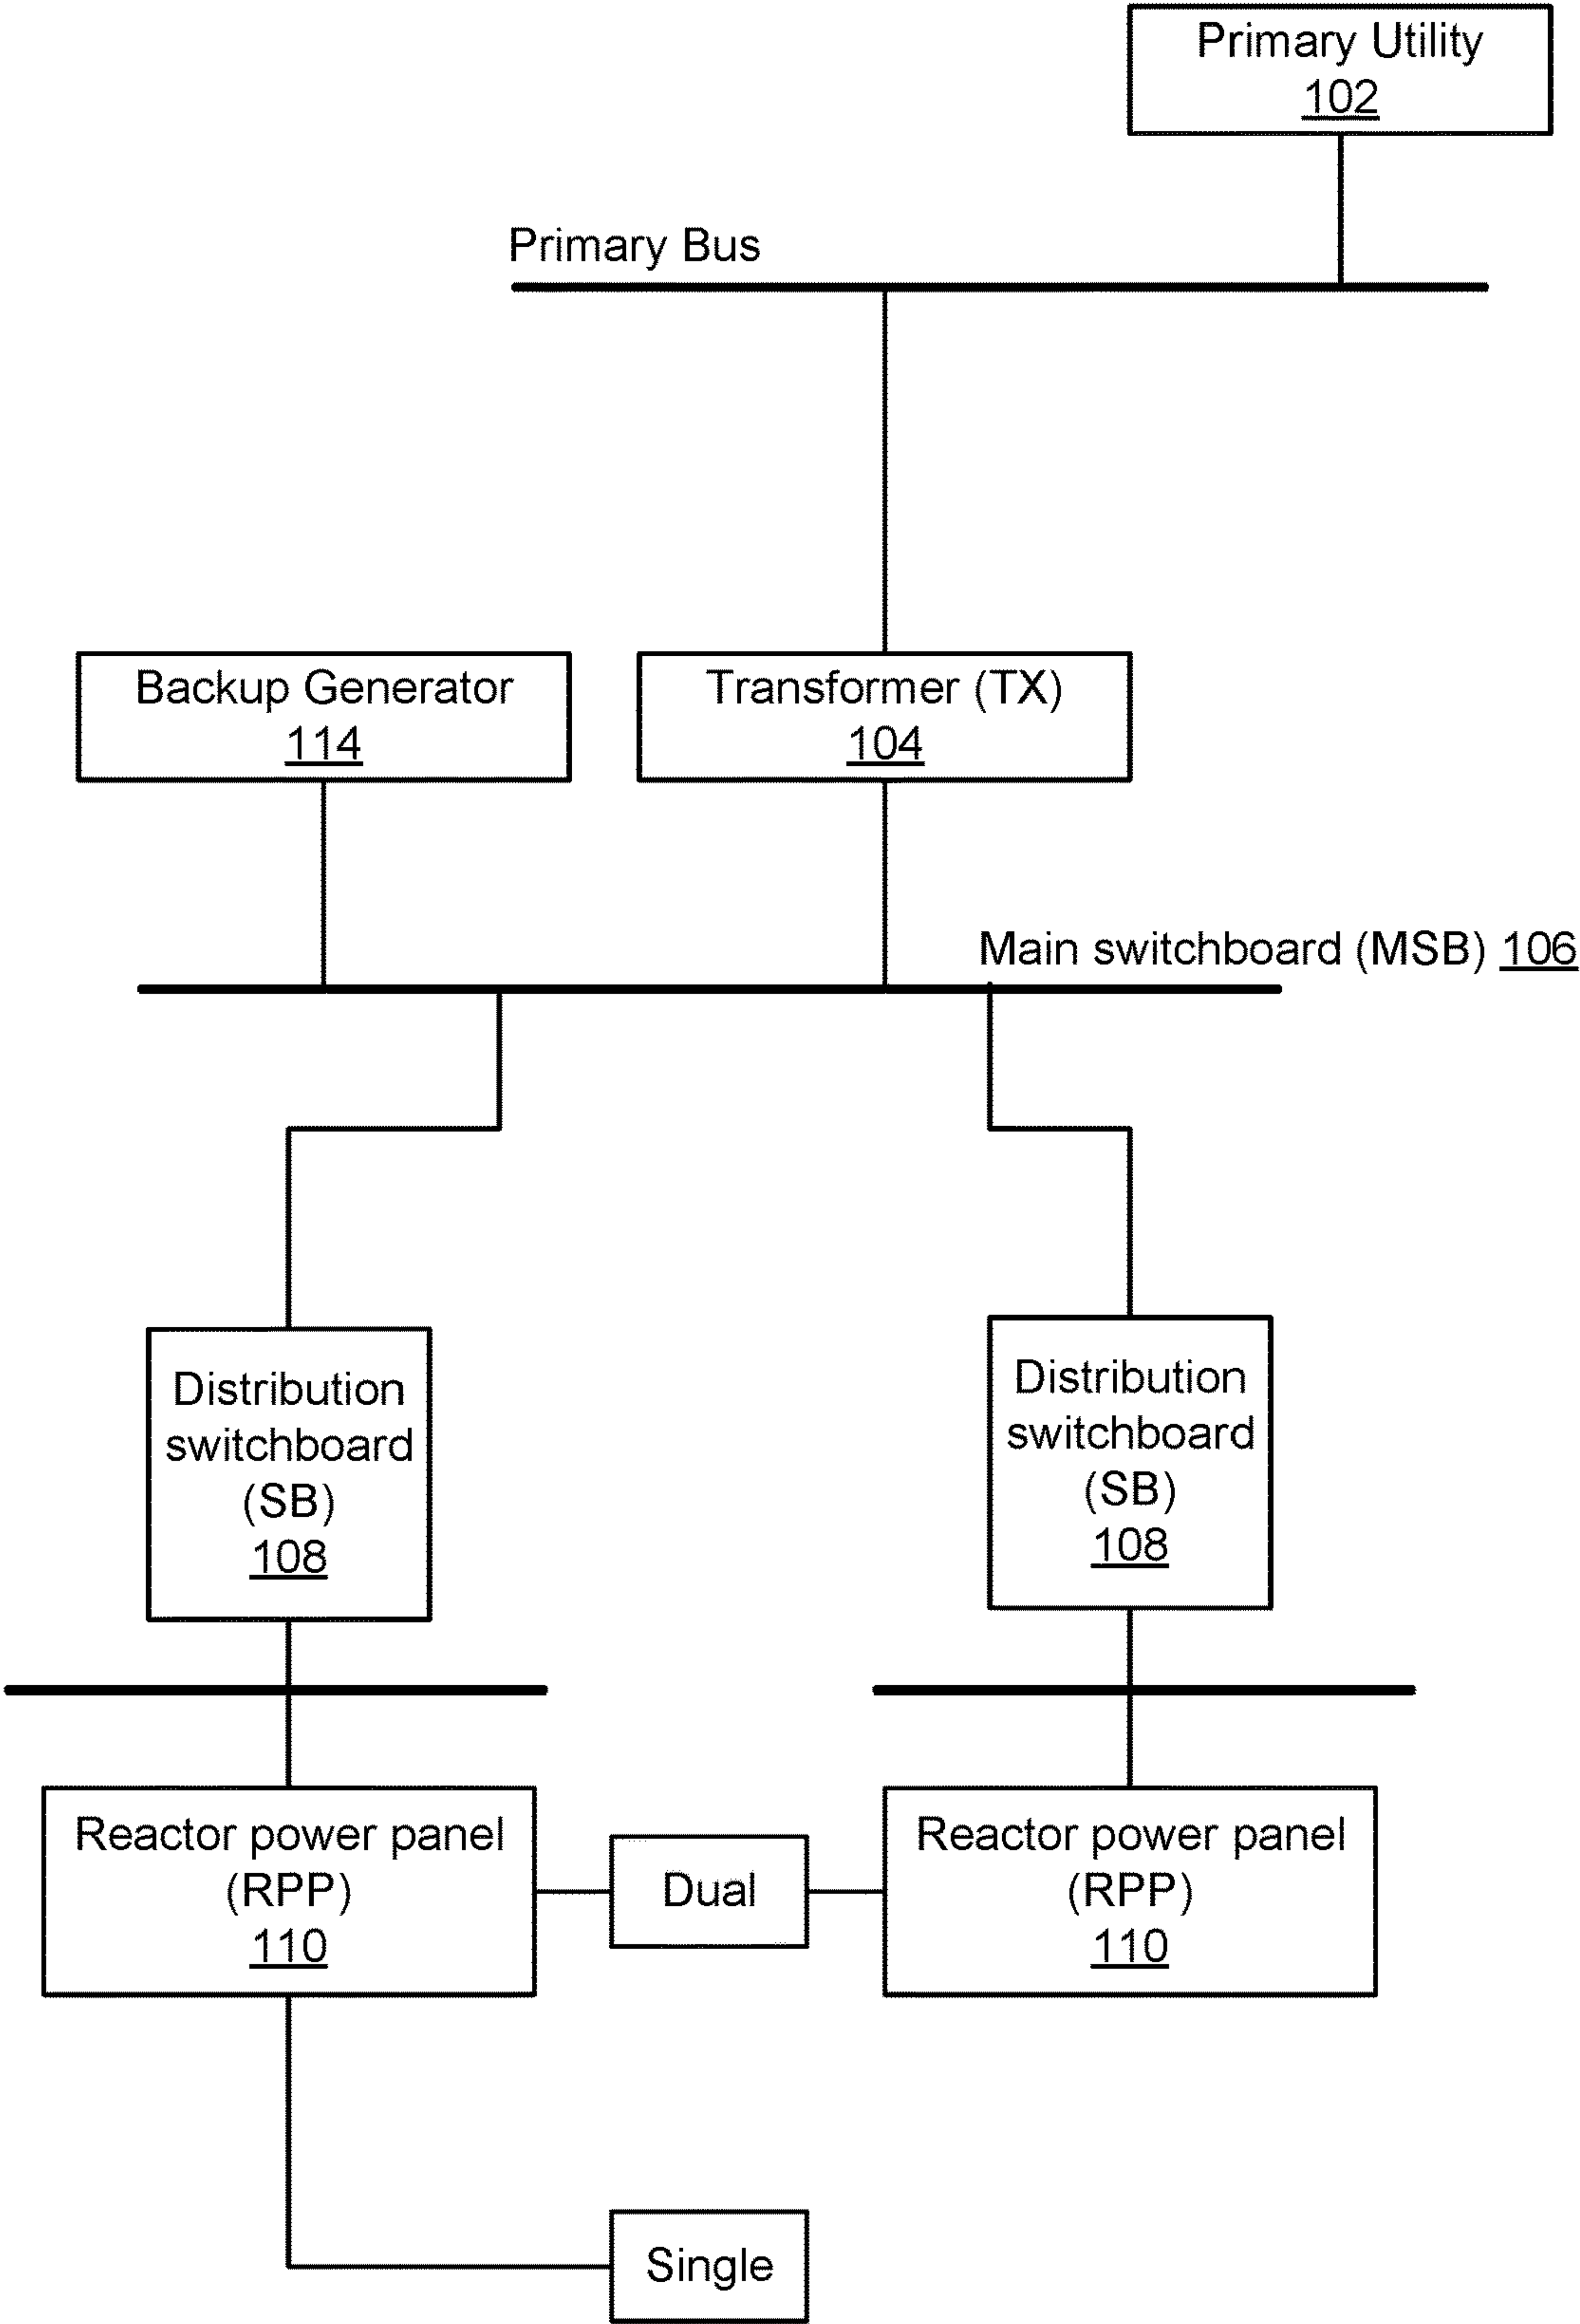 Primary Utility
102
Primary Bus
Backup Generator
114
Transformer (TX)
104
Main switchboard (MSB) 106
Distribution
switchboard
(SB)
108
Distribution
switchboard
(SB)
108
Reactor power panel
(RPP)
110
Dual
Reactor power panel
(RPP)
110
Single